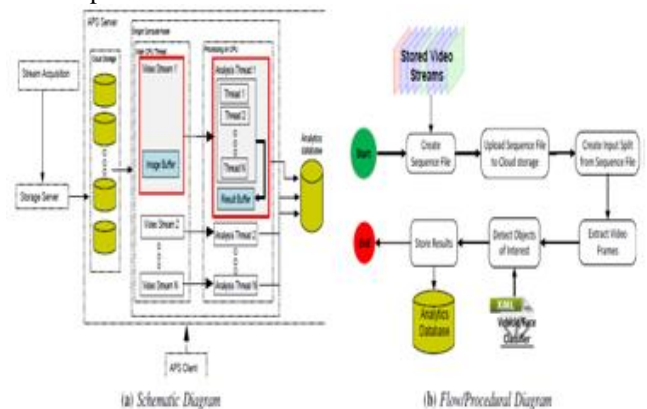 APS Server
Cloud Storage
Stream Acquisition
Storage Server
Video Stream 1
Image Buffer
Video Stream 2
Video Stream N
Analysis Thread 1
Thread 1
Thread 2
Thread N
Result Buffer
Analysis Thread 2
Analysis Thread N
Analytics
database
APS Client
(a) Schematic Diagram
Stored Video
Streams
Start
Create
Sequence File
Upload Sequence
File to Cloud storage
Create Input Split
from Sequence File
End
Store Results
Detect Objects
of Interest
Extract Video
Frames
Analytics
Database
XML
Classifier
(b) Flow/Procedural Diagram